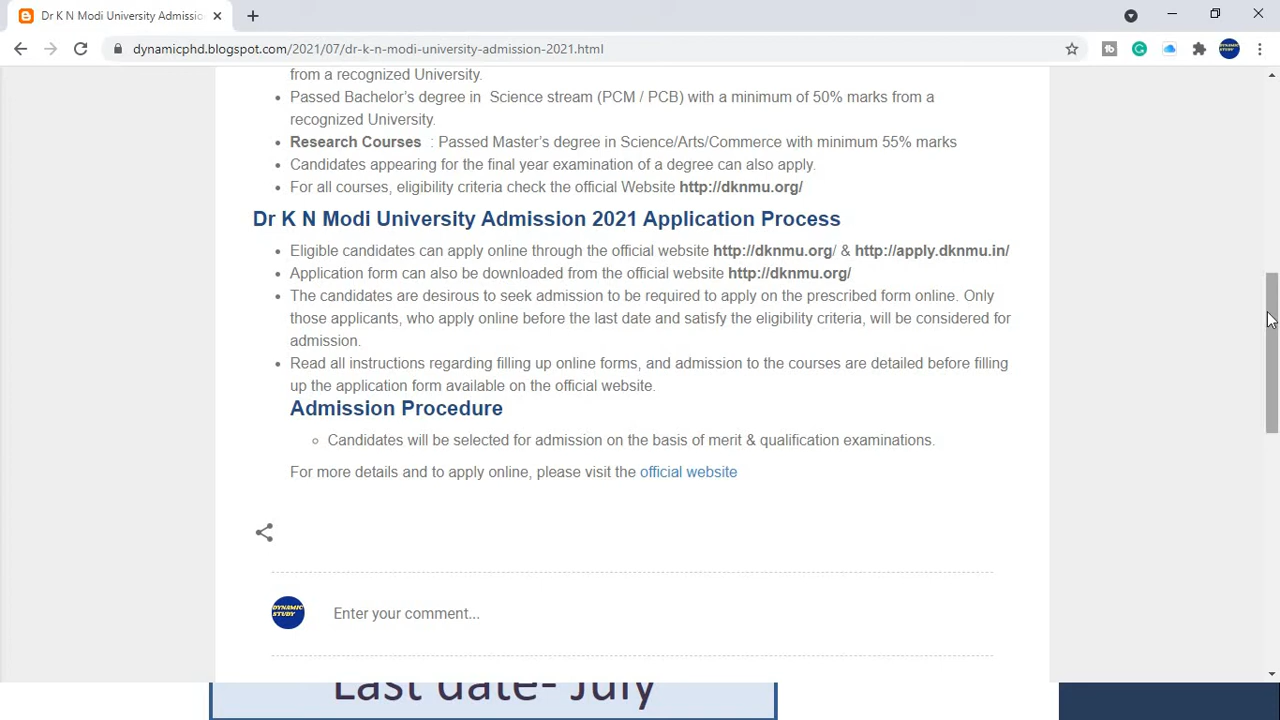 Dr K N Modi University Admissio
dynamicphd.blogspot.com/2021/07/dr-k-n-modi-university-admission-2021.html
from a recognized University.
Passed Bachelor's degree in Science stream (PCM / PCB) with a minimum of 50% marks from a
recognized University.
Research Courses : Passed Master's degree in Science/Arts/Commerce with minimum 55% marks
Candidates appearing for the final year examination of a degree can also apply.
For all courses, eligibility criteria check the official Website http://dknmu.org/
Dr K N Modi University Admission 2021 Application Process
Eligible candidates can apply online through the official website http://dknmu.org/ & http://apply.dknmu.in/
Application form can also be downloaded from the official website http://dknmu.org/
The candidates are desirous to seek admission to be required to apply on the prescribed form online. Only
those applicants, who apply online before the last date and satisfy the eligibility criteria, will be considered for
admission.
Read all instructions regarding filling up online forms, and admission to the courses are detailed before filling
up the application form available on the official website.
Admission Procedure
Candidates will be selected for admission on the basis of merit & qualification examinations.
For more details and to apply online, please visit the official website
DYNAMIC
STUDY
Enter your comment...
Last date- July